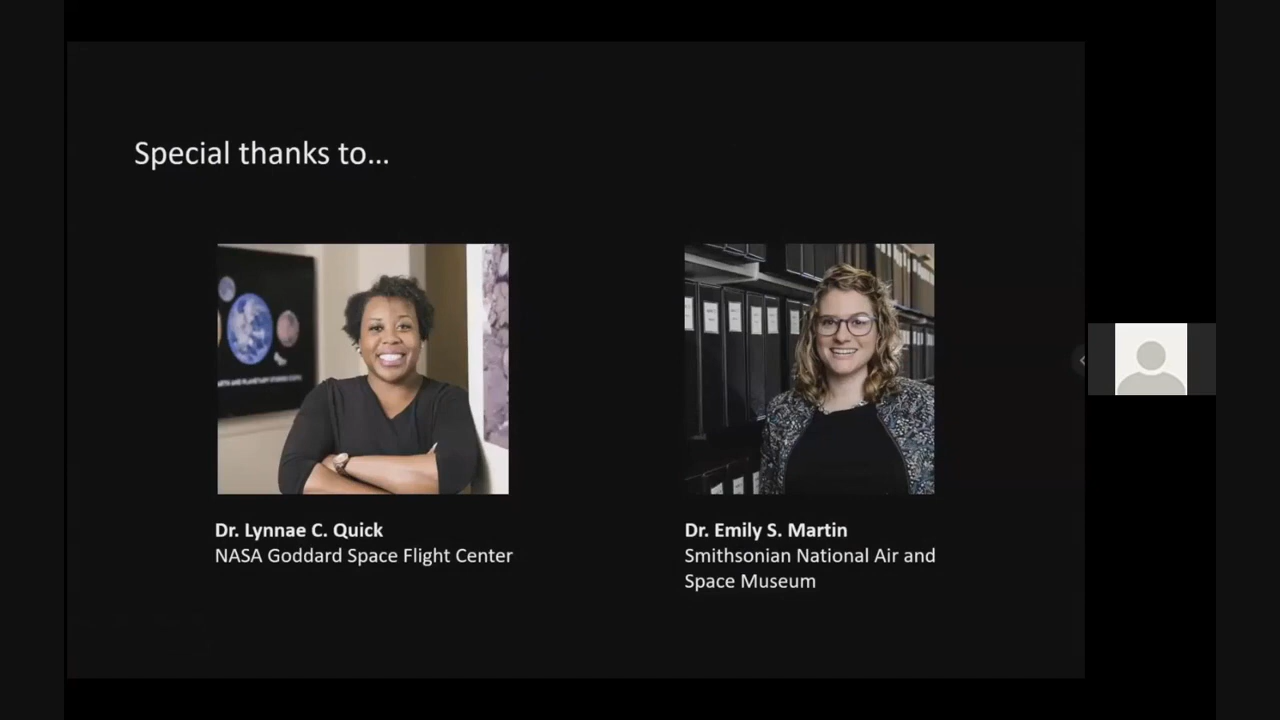 Special thanks to...
Dr. Lynnae C. Quick
NASA Goddard Space Flight Center
Dr. Emily S. Martin
Smithsonian National Air and
Space Museum